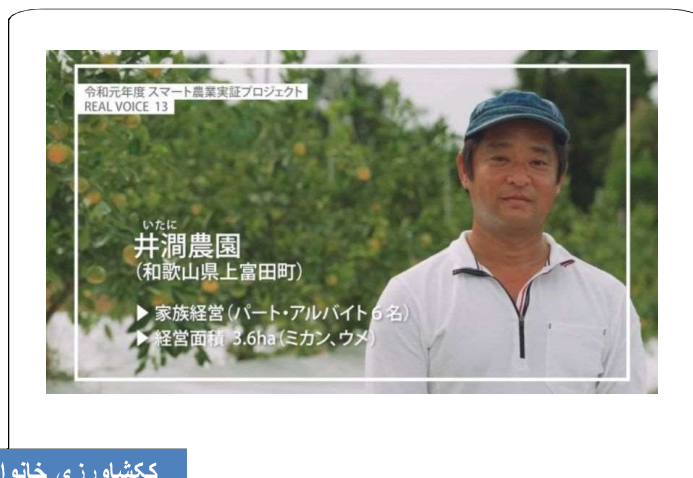 令和元年度 スマート農業実証プロジェクト
REAL VOICE 13
いたに
井澗農園
(和歌山県上富田町)
▶ 家族経営(パート・アルバイト6名)
▶ 経営面積 3.6ha(ミカン、ウメ)
ککشاورزی